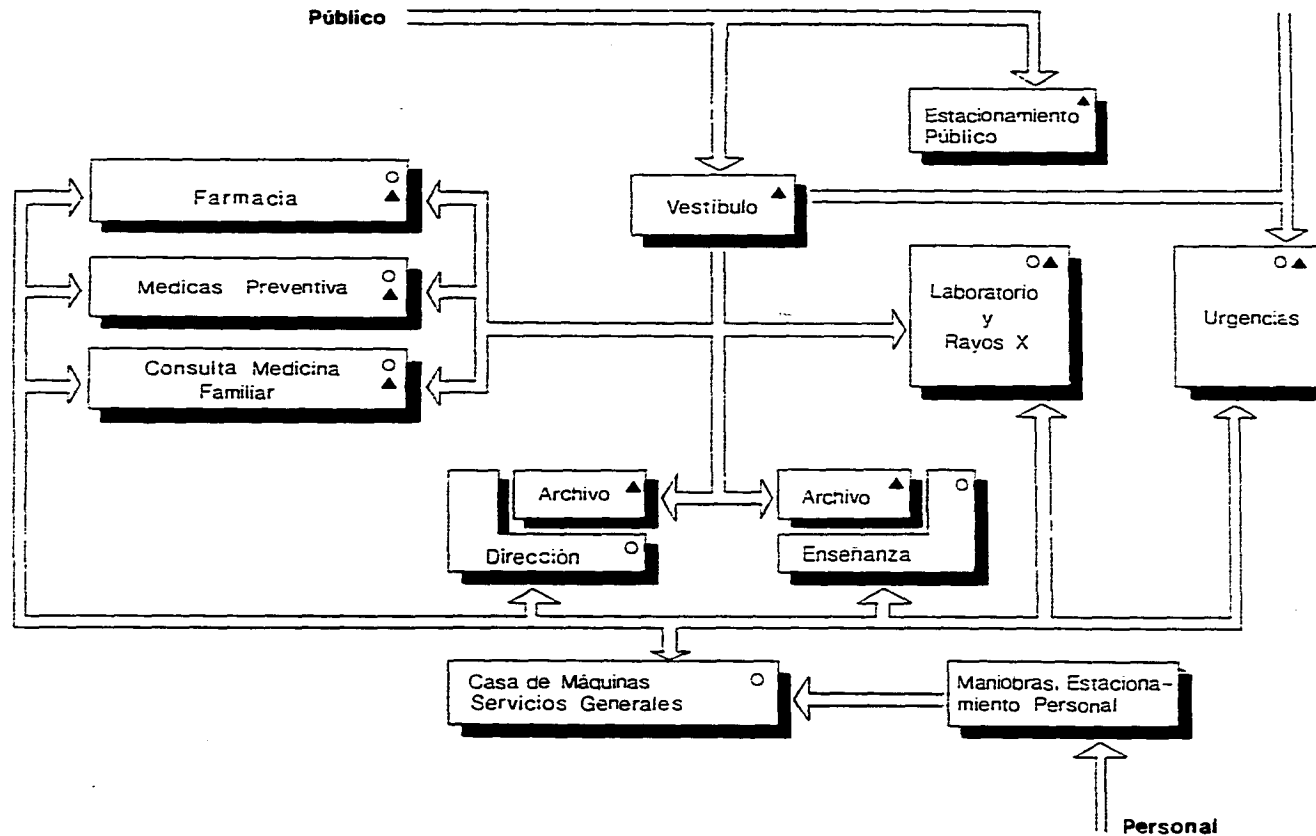 Público
Estacionamiento
Público
Vestíbulo
Farmacia
Medicas Preventiva
Consulta Medicina
Familiar
Laboratorio
y
Rayos X
Urgencias
Archivo
Dirección
Archivo
Enseñanza
Casa de Máquinas
Servicios Generales
Maniobras, Estaciona-
miento Personal
Personal